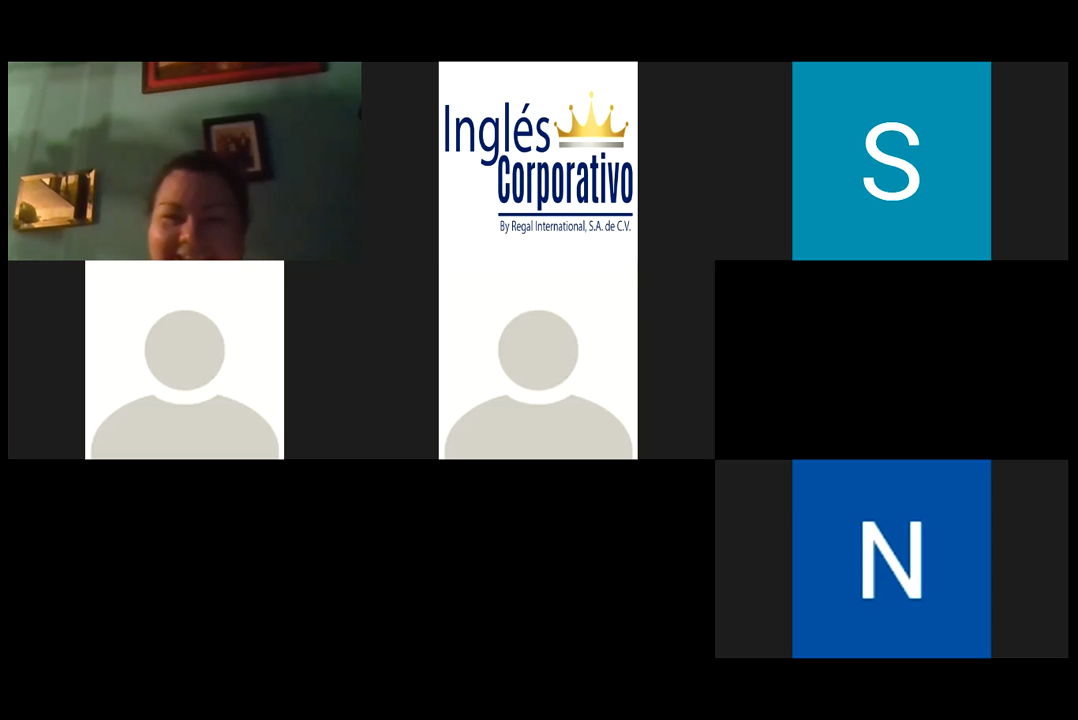 Inglés
Corporativo
By Regal International, S.A. de C.V.
S
N